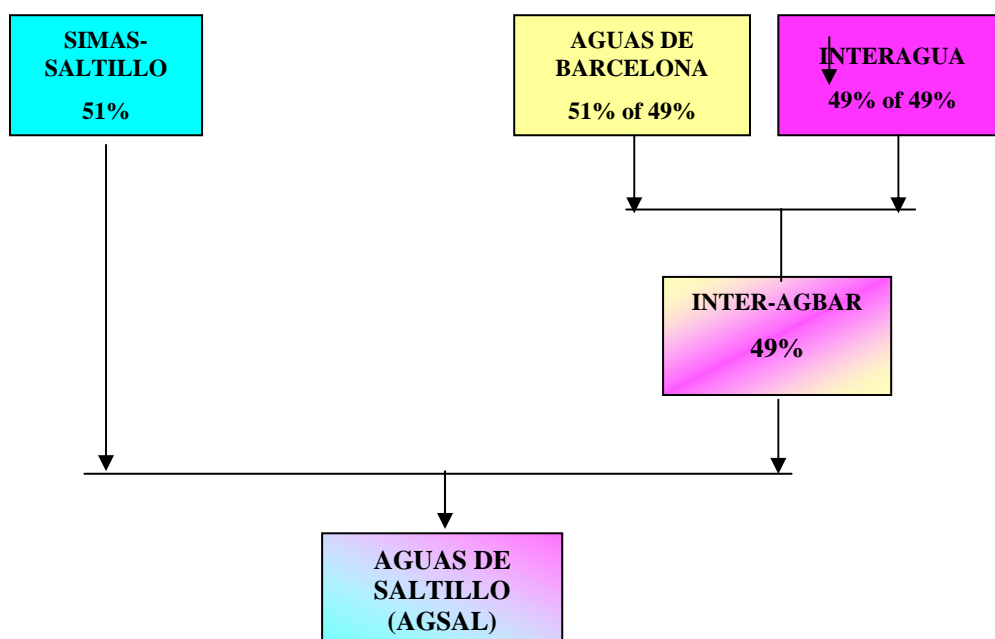 SIMAS-
SALTILLO
51%
AGUAS DE
BARCELONA
51% of 49%
INTERAGUA
49% of 49%
INTER-AGBAR
49%
AGUAS DE
SALTILLO
(AGSAL)